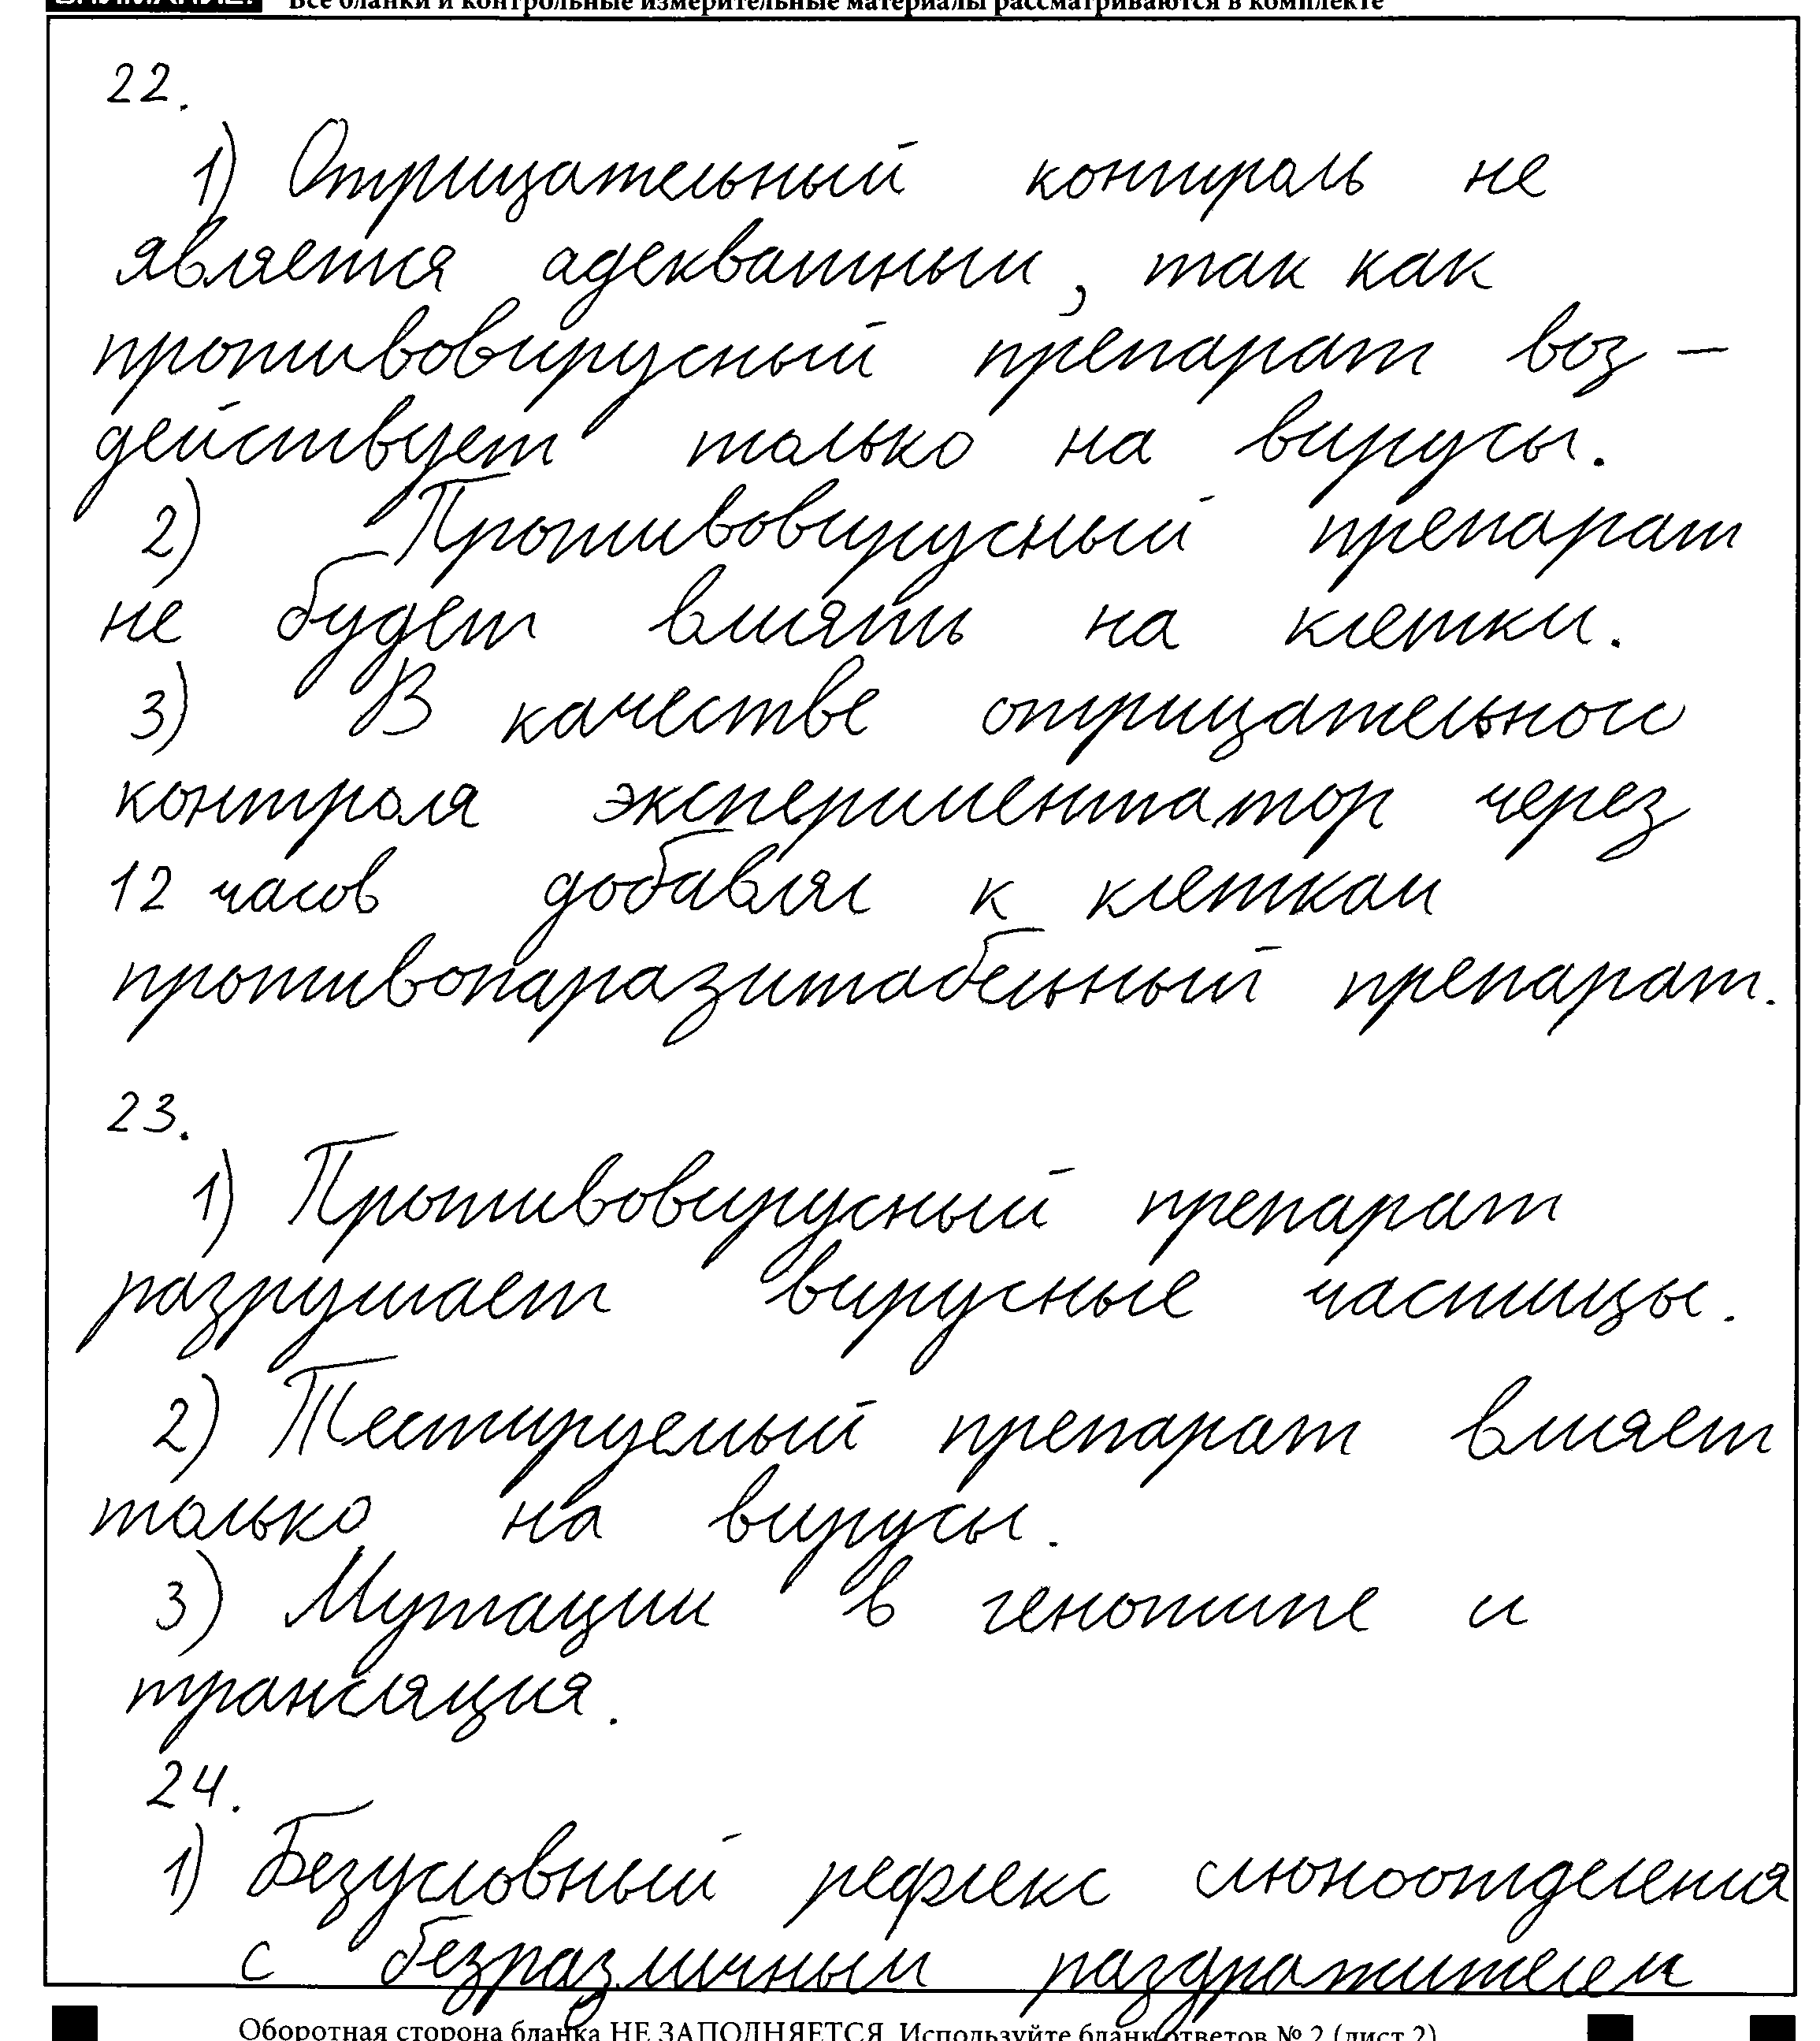 Все бланки и контрольные измерительные материалы рассматриваются в комплекте
22.
1) Отрицательный контроль не
является адекватным, так как
противовирусный препарат воз-
действует только на вирусы.
2) Противовирусный препарат
не будет влиять на клетки.
3) В качестве отрицательного
контроля экспериментатор через
12 часов добавлял к клеткам
противопаразитабельный препарат.
23.
1) Противовирусный препарат
разрушает вирусные частицы.
2) Тестируемый препарат влияет
только на вирусы.
3) Мутации в генотипе и
трансляция.
24.
1) Безусловный рефлекс слюноотделения
с безразличным раздражителем
Оборотная сторона бланка НЕ ЗАПОЛНЯЕТСЯ. Используйте бланк ответов № 2 (лист 2)